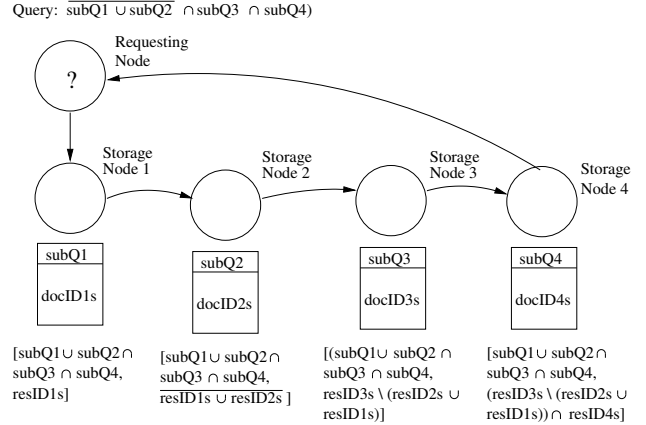 Query: subQ1 ∪ subQ2 ∩ subQ3 ∩ subQ4)
Requesting
Node
?
Storage
Node 1
Storage
Node 2
Storage
Node 3
Storage
Node 4
subQ1
docID1s
subQ2
docID2s
subQ3
docID3s
subQ4
docID4s
[subQ1∪ subQ2∩
subQ3 ∩ subQ4,
resID1s]
[subQ1∪ subQ2∩
subQ3 ∩ subQ4,
resID1s ∪ resID2s ]
[(subQ1∪ subQ2 ∩
subQ3 ∩ subQ4,
resID3s \ (resID2s ∪
resID1s)]
[subQ1∪ subQ2∩
subQ3 ∩ subQ4,
(resID3s \ (resID2s ∪
resID1s))∩ resID4s]